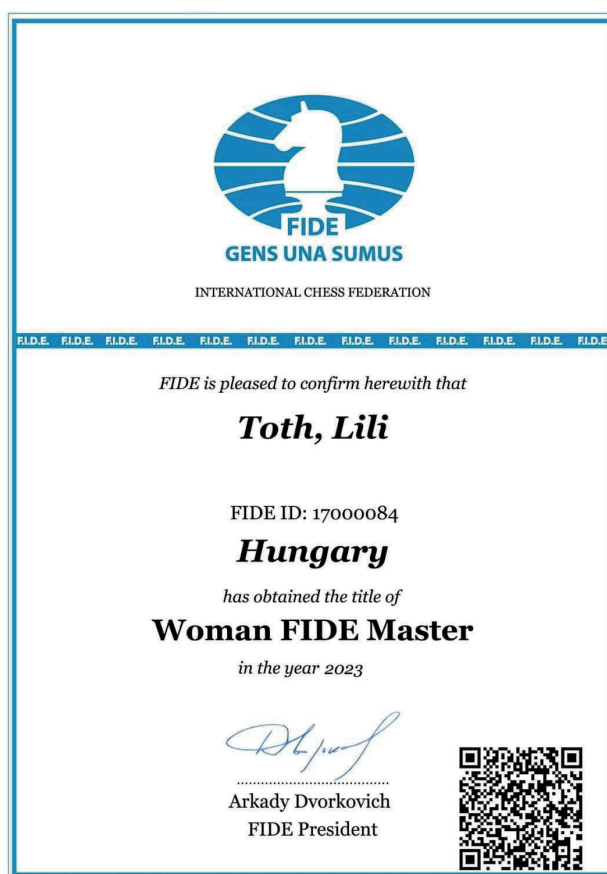 FIDE
GENS UNA SUMUS
INTERNATIONAL CHESS FEDERATION
F.I.D.E. F.I.D.E. F.I.D.E. F.I.D.E. F.I.D.E. F.I.D.E. F.I.D.E. F.I.D.E. F.I.D.E. F.I.D.E. F.I.D.E. F.I.D.E. F.I.D.E
FIDE is pleased to confirm herewith that
Toth, Lili
FIDE ID: 17000084
Hungary
has obtained the title of
Woman FIDE Master
in the year 2023
Arkady Dvorkovich
FIDE President